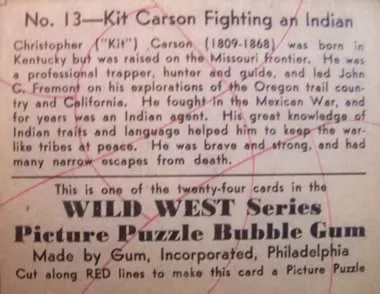 No. 13—Kit Carson Fighting an Indian
Christopher ("Kit") Carson (1809-1868) was born in
Kentucky but was raised on the Missouri frontier. He was
a professional trapper, hunter and guide, and led John
C. Fremont on his explorations of the Oregon trail coun-
try and California. He fought in the Mexican War, and
for years was an Indian agent. His great knowledge of
Indian traits and language helped him to keep the war-
like tribes at peace. He was brave and strong, and had
many narrow escapes from death.
This is one of the twenty-four cards in the
WILD WEST Series
Picture Puzzle Bubble Gum
Made by Gum, Incorporated, Philadelphia
Cut along RED lines to make this card a Picture Puzzle